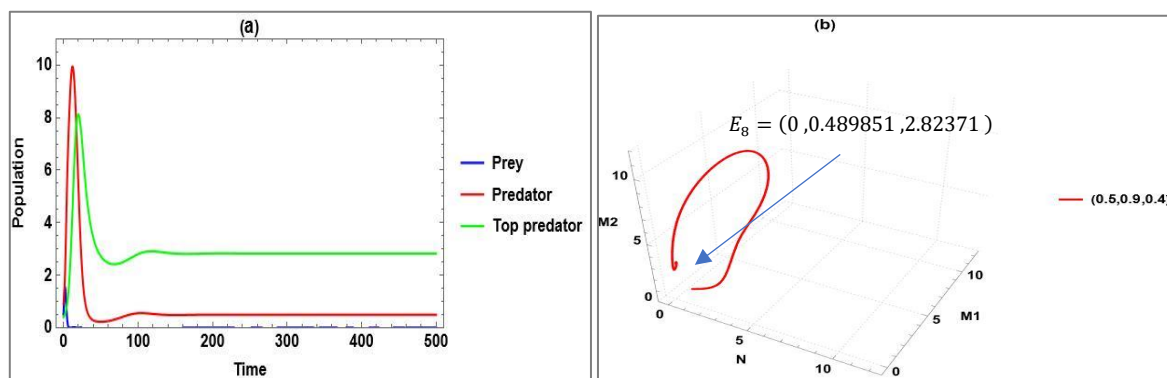 (a)
10
8
6
4
2
0
Population
0 100 200 300 400 500
Time
Prey
Predator
Top predator
(b)
E₈ = (0 ,0.489851 ,2.82371 )
10
M2
5
0
0
5
N
10
0
5
M1
10
(0.5,0.9,0.4)